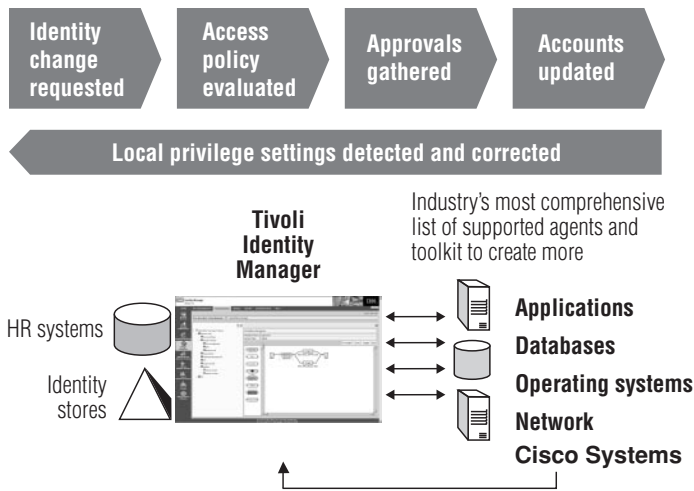 Identity
change
requested
Access
policy
evaluated
Approvals
gathered
Accounts
updated
Local privilege settings detected and corrected
Industry's most comprehensive
list of supported agents and
toolkit to create more
Tivoli
Identity
Manager
HR systems
Identity
stores
IBM
Applications
Databases
Operating systems
Network
Cisco Systems